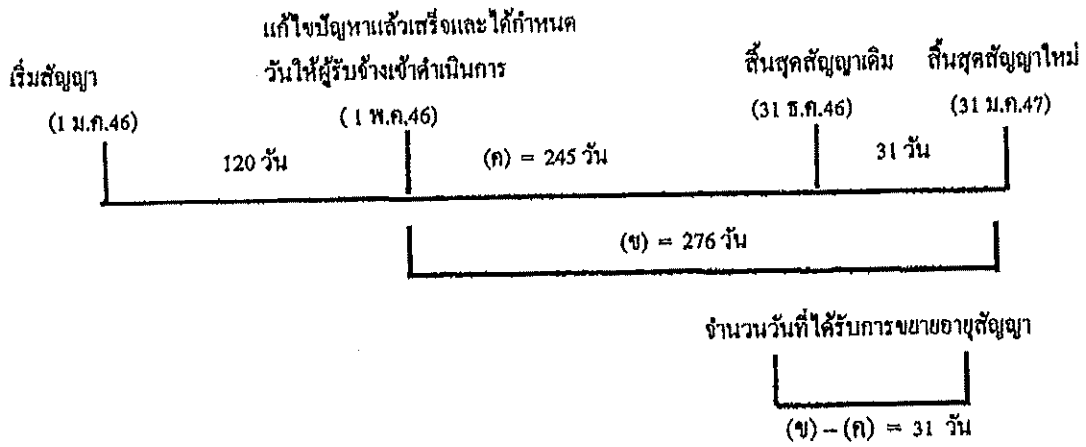 แก้ไขปัญหาแล้วเสร็จและได้กำหนด
วันให้ผู้รับจ้างเข้าดำเนินการ
เริ่มสัญญา
สิ้นสุดสัญญาเดิม
สิ้นสุดสัญญาใหม่
(1 ม.ค.46)
(1 พ.ค.46)
(31 ธ.ค.46)
(31 ม.ค.47)
120 วัน
(ค) = 245 วัน
31 วัน
(ข) = 276 วัน
จำนวนวันที่ได้รับการขยายอายุสัญญา
(ข) – (ค) = 31 วัน